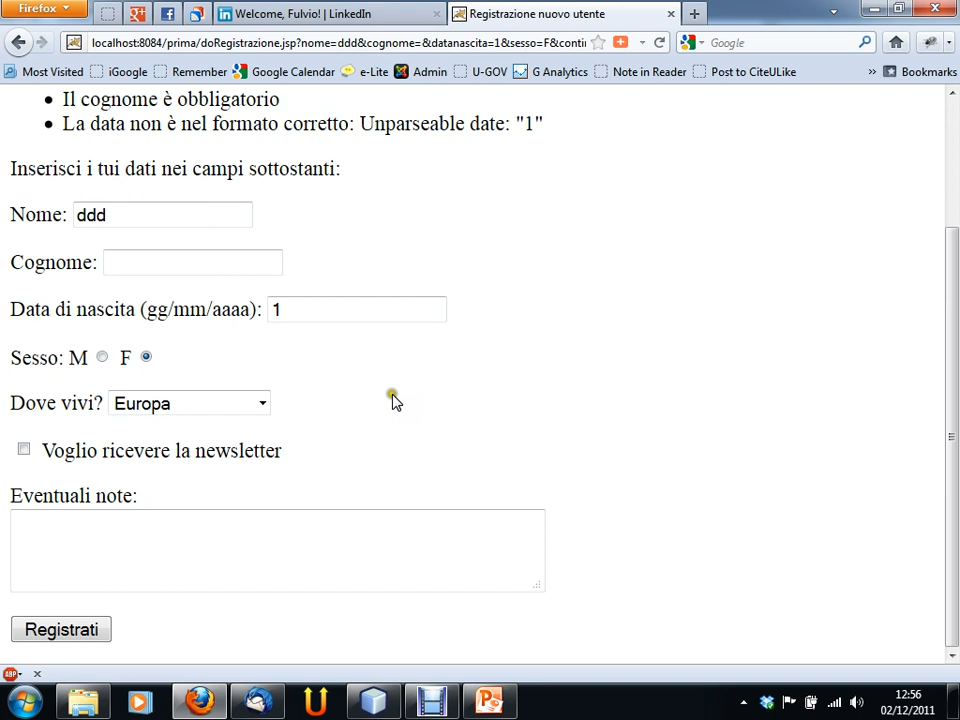 Firefox
Welcome, Fulvio! | LinkedIn
Registrazione nuovo utente
localhost:8084/prima/doRegistrazione.jsp?nome=ddd&cognome=&datanascita=1&sesso=F&conti
Google
Most Visited iGoogle Remember Google Calendar e-Lite Admin U-GOV G Analytics Note in Reader Post to CiteULike » Bookmarks
Il cognome è obbligatorio
La data non è nel formato corretto: Unparseable date: "1"
Inserisci i tui dati nei campi sottostanti:
Nome: ddd
Cognome:
Data di nascita (gg/mm/aaaa): 1
Sesso: M F
Dove vivi? Europa
Voglio ricevere la newsletter
Eventuali note:
Registrati
ABP
12:56
02/12/2011